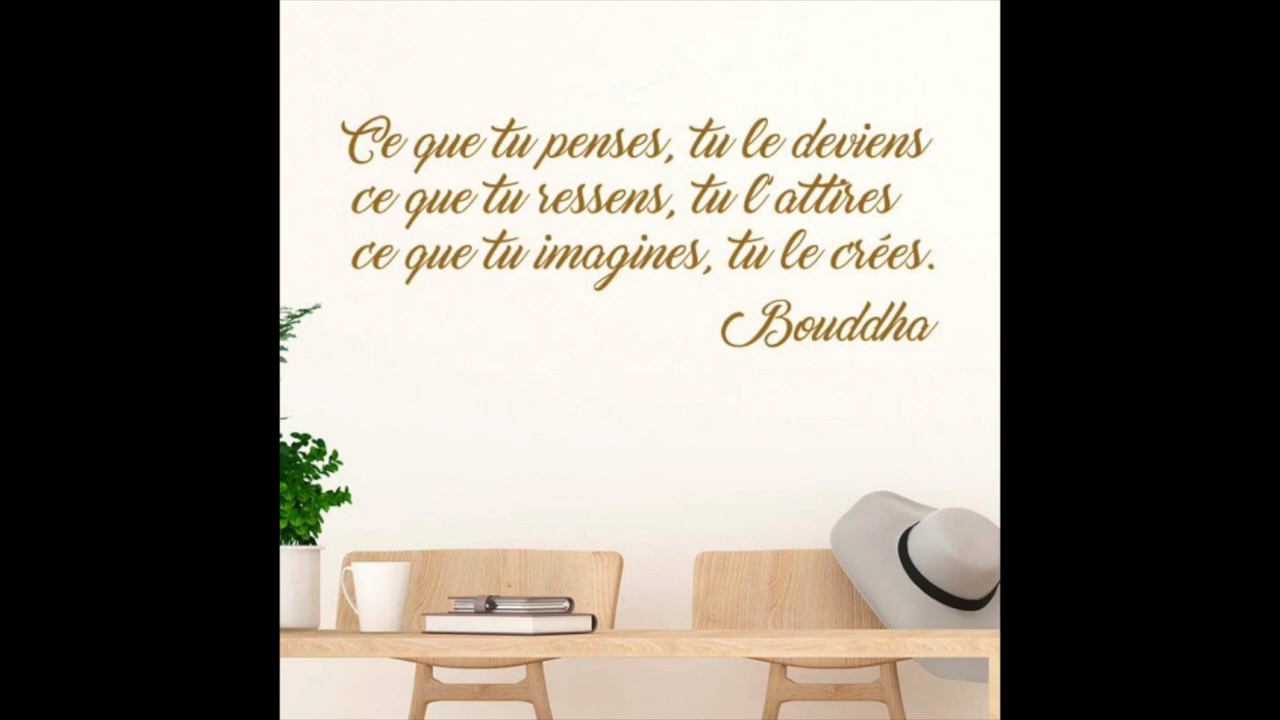 Ce que tu penses, tu le deviens
ce que tu ressens, tu l'attires
ce que tu imagines, tu le crées.
Bouddha